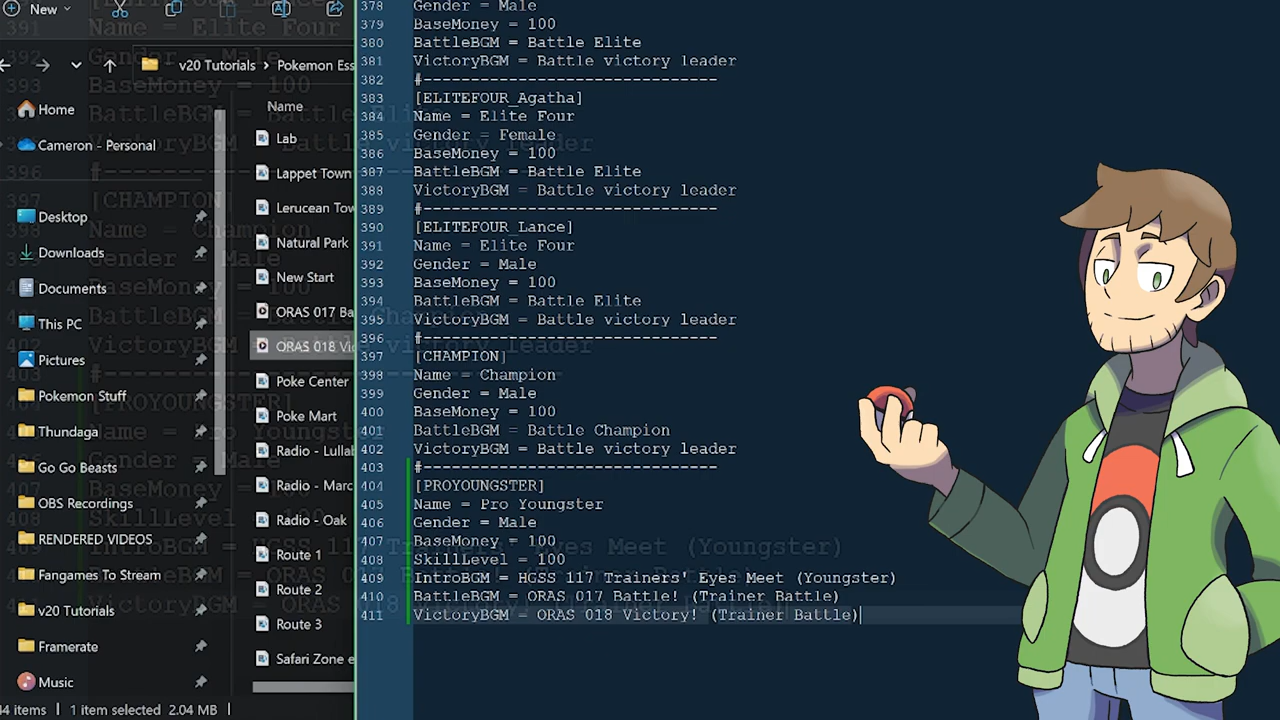 New
v20 Tutorials
Pokemon Ess
Home
Cameron - Personal
Desktop
Downloads
Documents
This PC
Pictures
Pokemon Stuff
Thundaga
Go Go Beasts
OBS Recordings
RENDERED VIDEOS
Fangames To Stream
v20 Tutorials
Framerate
Music
44 items
1 item selected 2.04 MB
Name
Lab
Lappet Town
Lerucean Tow
Natural Park
New Start
ORAS 017 Ba
ORAS 018 Vic
Poke Center
Poke Mart
Radio - Lullab
Radio - Marc
Radio - Oak
Route 1
Route 2
Route 3
Safari Zone e
378 Gender = Male
379 BaseMoney = 100
380 BattleBGM = Battle Elite
381 VictoryBGM = Battle victory leader
382 #-------------------------------
383 [ELITEFOUR_Agatha]
384 Name = Elite Four
385 Gender = Female
386 BaseMoney = 100
387 BattleBGM = Battle Elite
388 VictoryBGM = Battle victory leader
389 #-------------------------------
390 [ELITEFOUR_Lance]
391 Name = Elite Four
392 Gender = Male
393 BaseMoney = 100
394 BattleBGM = Battle Elite
395 VictoryBGM = Battle victory leader
396 #-------------------------------
397 [CHAMPION]
398 Name = Champion
399 Gender = Male
400 BaseMoney = 100
401 BattleBGM = Battle Champion
402 VictoryBGM = Battle victory leader
403 #-------------------------------
404 [PROYOUNGSTER]
405 Name = Pro Youngster
406 Gender = Male
407 BaseMoney = 100
408 SkillLevel = 100
409 IntroBGM = HGSS 117 Trainers' Eyes Meet (Youngster)
410 BattleBGM = ORAS 017 Battle! (Trainer Battle)
411 VictoryBGM = ORAS 018 Victory! (Trainer Battle)